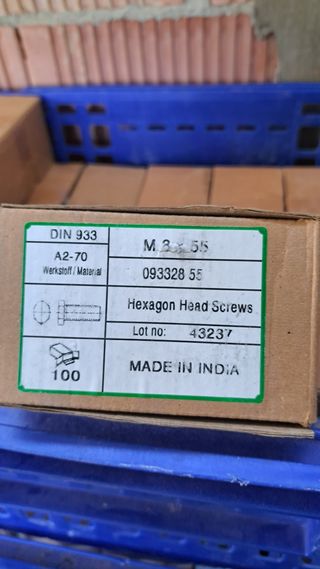 DIN 933
M 8 x 55
A2-70
Werkstoff / Material
093328 55
Hexagon Head Screws
Lot no: 43237
100
MADE IN INDIA